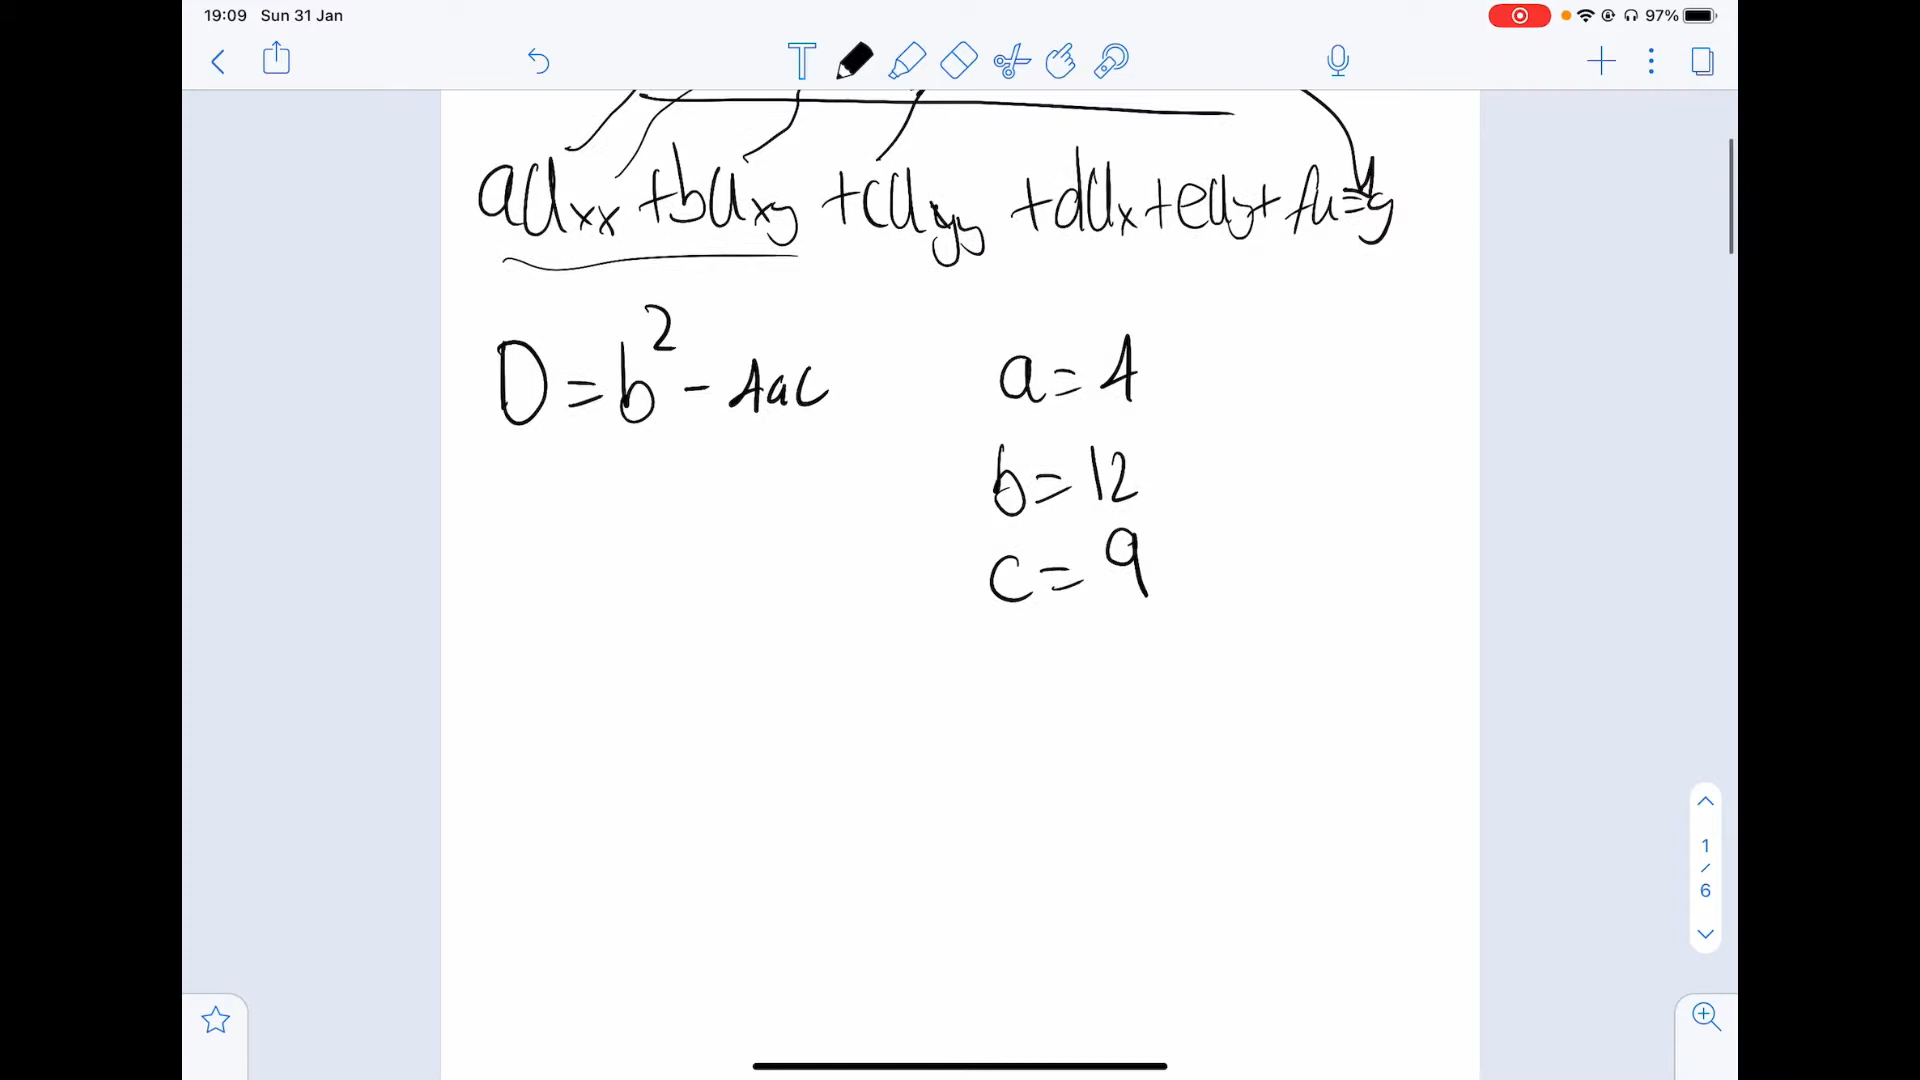 19:09 Sun 31 Jan 97%
T
aUxx + bUxy + cUyy + dUx + eUy + fu = g
D = b² - 4ac
a = 4
b = 12
c = 9
1
/
6